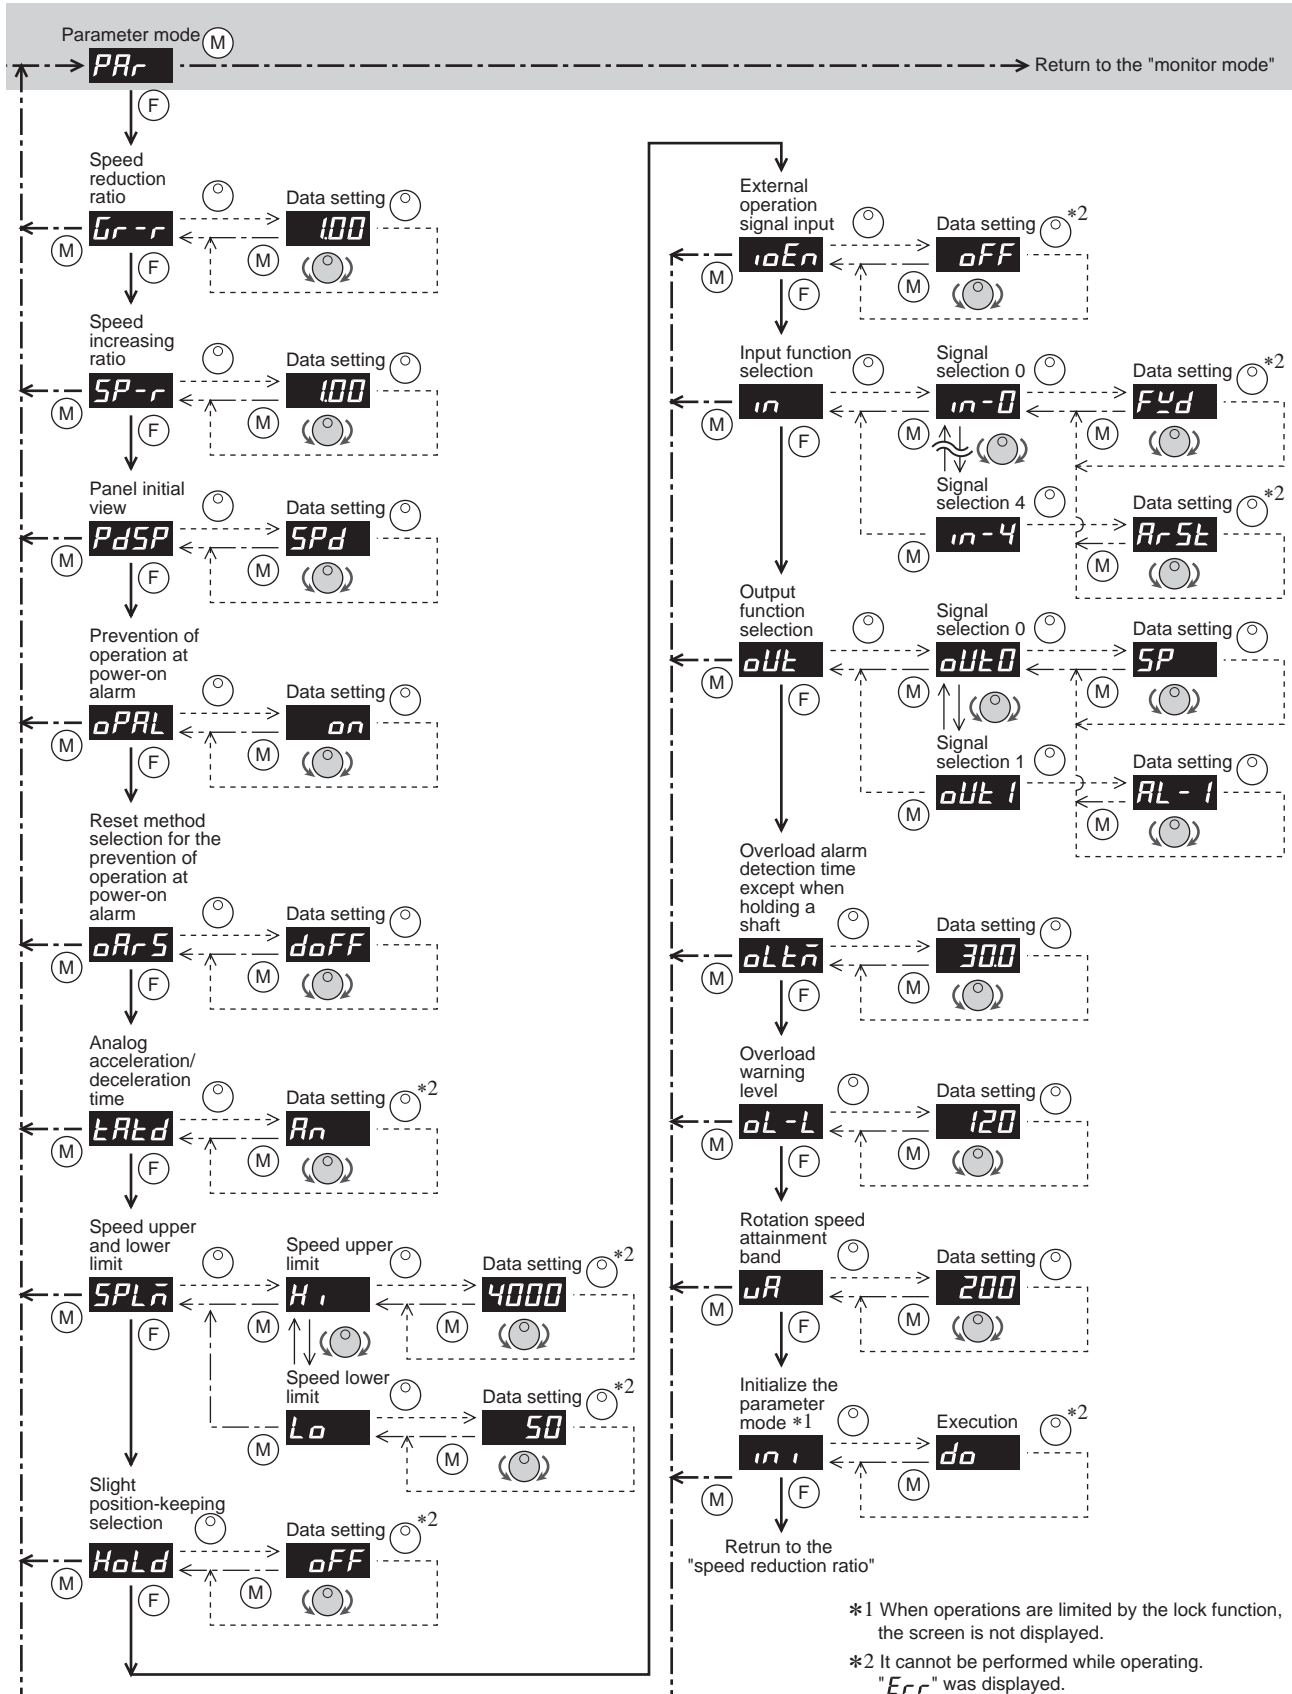 Parameter mode
M
PAr
Return to the "monitor mode"
F
Speed
reduction
ratio
Data setting
Gr-r
1.00
M
F
M
Speed
increasing
ratio
Data setting
SP-r
1.00
M
F
M
Panel initial
view
Data setting
PdSP
SPd
M
F
M
Prevention of
operation at
power-on
alarm
Data setting
oPAL
on
M
F
M
Reset method
selection for the
prevention of
operation at
power-on
alarm
Data setting
oArS
doFF
M
F
M
Analog
acceleration/
deceleration
time
Data setting
*2
tAtd
An
M
F
M
Speed upper
and lower
limit
Speed upper
limit
Data setting
*2
SPLm
Hi
4000
M
F
M
M
Speed lower
limit
Data setting
*2
Lo
50
M
M
Slight
position-keeping
selection
Data setting
*2
HoLd
oFF
M
F
M
External
operation
signal input
Data setting
*2
ioEn
oFF
M
F
M
Input function
selection
Signal
selection 0
Data setting
*2
in
in-0
Fwd
M
F
M
M
Signal
selection 4
Data setting
*2
in-4
ArSt
M
M
Output
function
selection
Signal
selection 0
Data setting
oUt
oUt0
SP
M
F
M
M
Signal
selection 1
Data setting
oUt1
AL-1
M
M
Overload alarm
detection time
except when
holding a
shaft
Data setting
oLtm
30.0
M
F
M
Overload
warning
level
Data setting
oL-L
120
M
F
M
Rotation speed
attainment
band
Data setting
vA
200
M
F
M
Initialize the
parameter
mode *1
Execution
*2
ini
do
M
F
M
Retrun to the
"speed reduction ratio"
*1 When operations are limited by the lock function,
the screen is not displayed.
*2 It cannot be performed while operating.
"Err" was displayed.